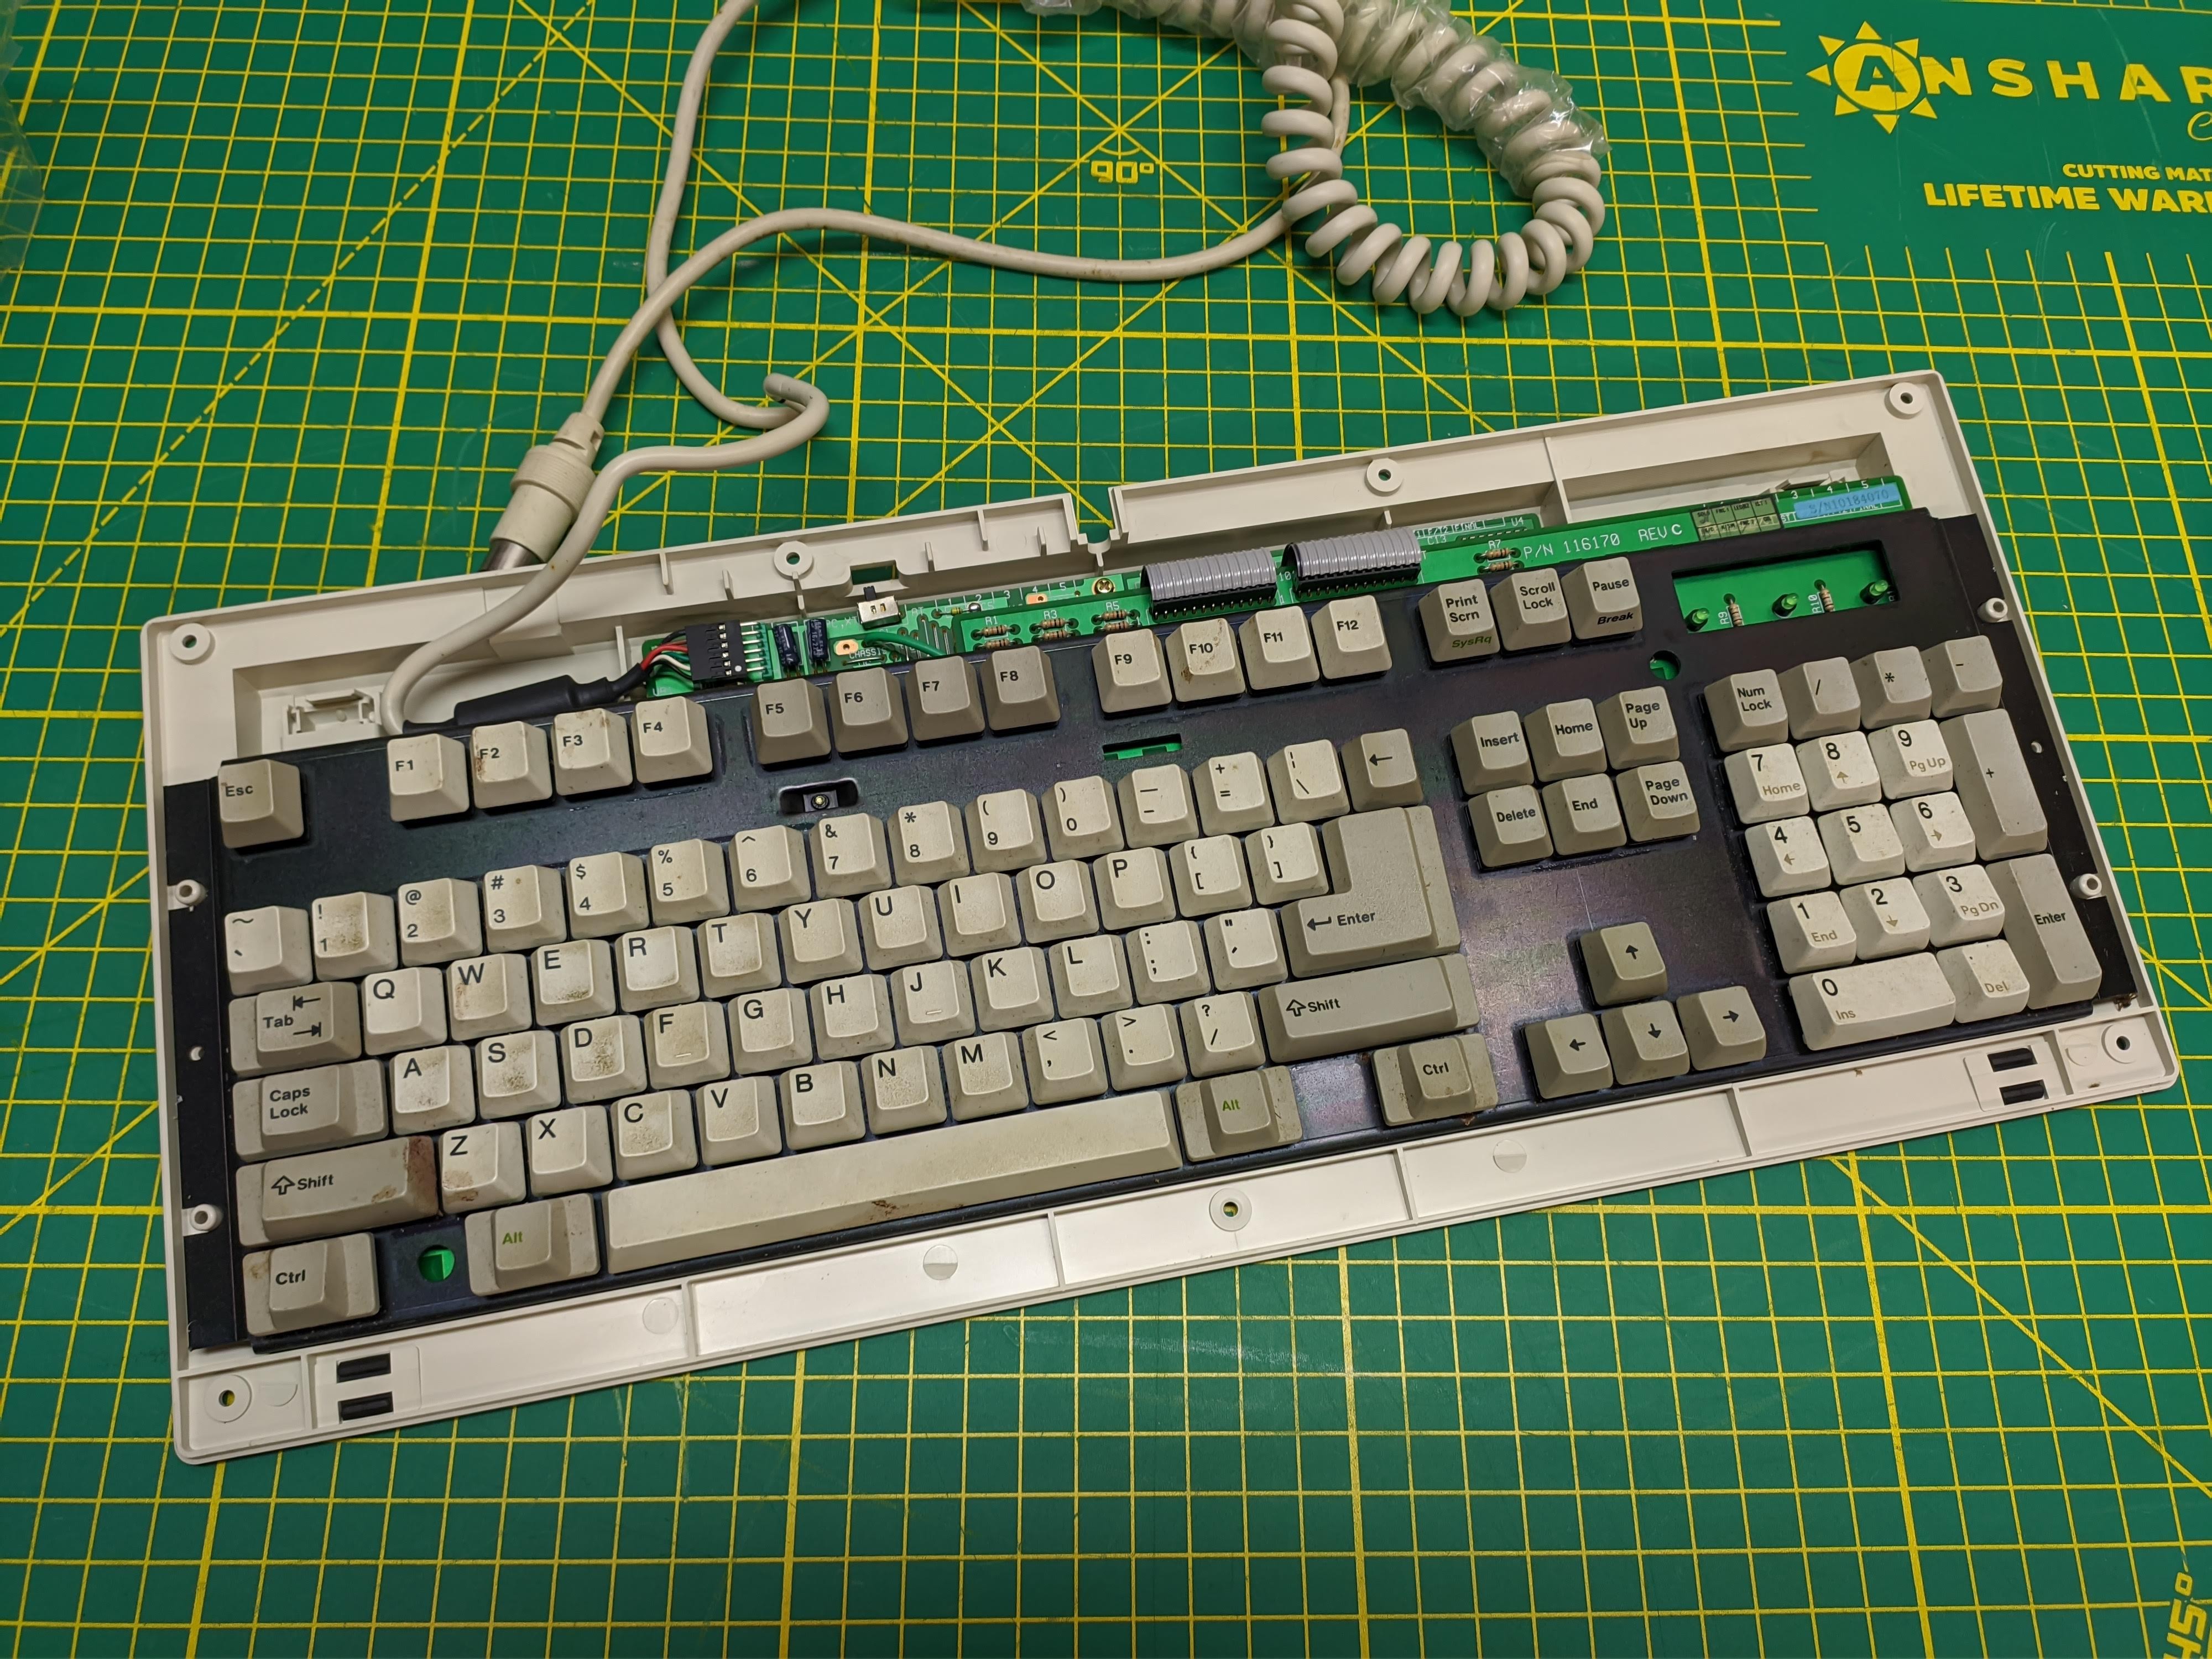 ANSHAR
90°
CUTTING MAT
LIFETIME WARR
S/N10184070
P/N 116170 REV C
R7
R1 R3 R5
R9 R10
CHASSI
Esc F1 F2 F3 F4 F5 F6 F7 F8 F9 F10 F11 F12
Print Scrn SysRq
Scroll Lock
Pause Break
~ `
! 1 @ 2 # 3 $ 4 % 5 ^ 6 & 7 * 8 ( 9 ) 0 — - + = ¦ \ ←
Insert Home Page Up
Num Lock / * -
Tab Q W E R T Y U I O P { [ } ] ↵ Enter
Delete End Page Down
7 Home 8 ↑ 9 Pg Up +
Caps Lock A S D F G H J K L : ; " '
4 ← 5 6 →
⇧ Shift Z X C V B N M < , > . ? / ⇧ Shift
↑
1 End 2 ↓ 3 Pg Dn Enter
Ctrl Alt Alt Ctrl
← ↓ →
0 Ins . Del
45°